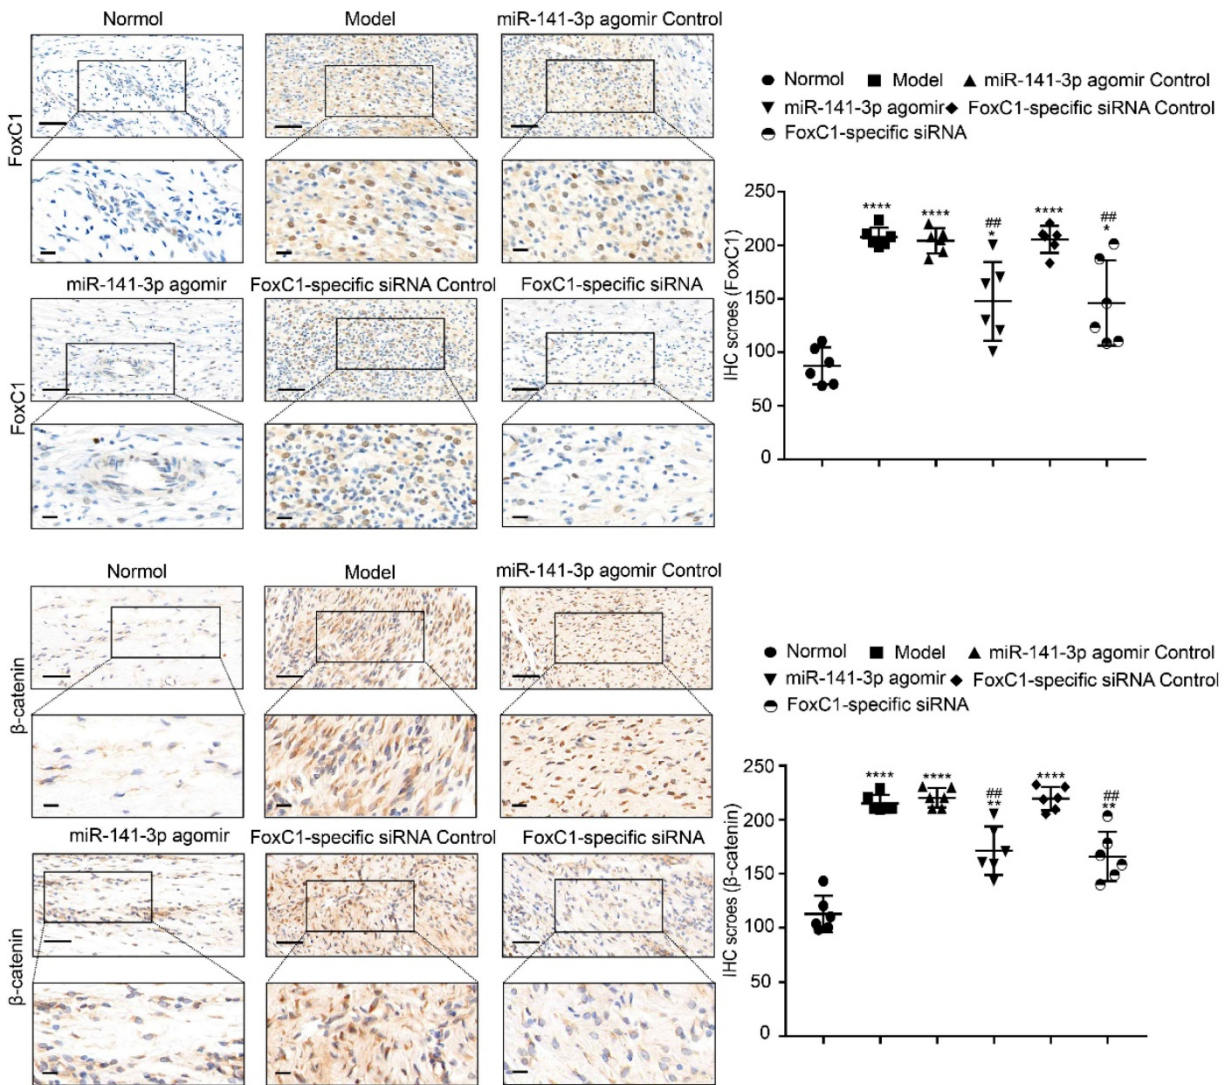 Normol Model miR-141-3p agomir Control
FoxC1
miR-141-3p agomir FoxC1-specific siRNA Control FoxC1-specific siRNA
FoxC1
● Normol ■ Model ▲ miR-141-3p agomir Control
▼ miR-141-3p agomir ◆ FoxC1-specific siRNA Control
FoxC1-specific siRNA
IHC scroes (FoxC1)
250
200
150
100
50
0
**** **** ## * **** ## *
Normol Model miR-141-3p agomir Control
β-catenin
miR-141-3p agomir FoxC1-specific siRNA Control FoxC1-specific siRNA
β-catenin
● Normol ■ Model ▲ miR-141-3p agomir Control
▼ miR-141-3p agomir ◆ FoxC1-specific siRNA Control
FoxC1-specific siRNA
IHC scroes (β-catenin)
250
200
150
100
50
0
**** **** ## ** **** ## **